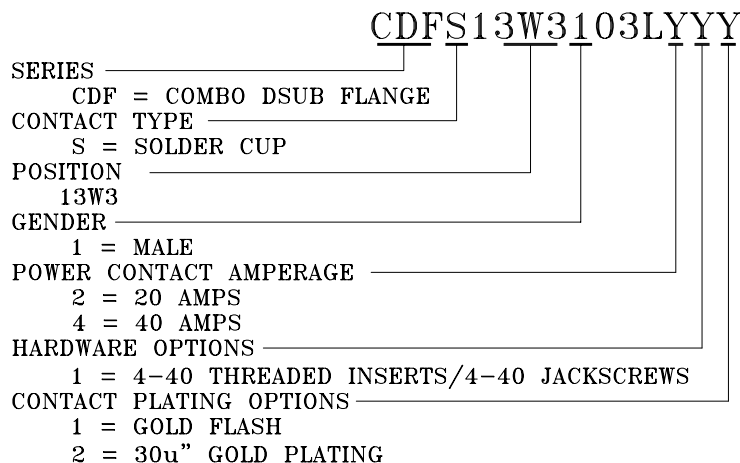 CDFS13W3103LYYY
SERIES
CDF = COMBO DSUB FLANGE
CONTACT TYPE
S = SOLDER CUP
POSITION
13W3
GENDER
1 = MALE
POWER CONTACT AMPERAGE
2 = 20 AMPS
4 = 40 AMPS
HARDWARE OPTIONS
1 = 4-40 THREADED INSERTS/4-40 JACKSCREWS
CONTACT PLATING OPTIONS
1 = GOLD FLASH
2 = 30u” GOLD PLATING